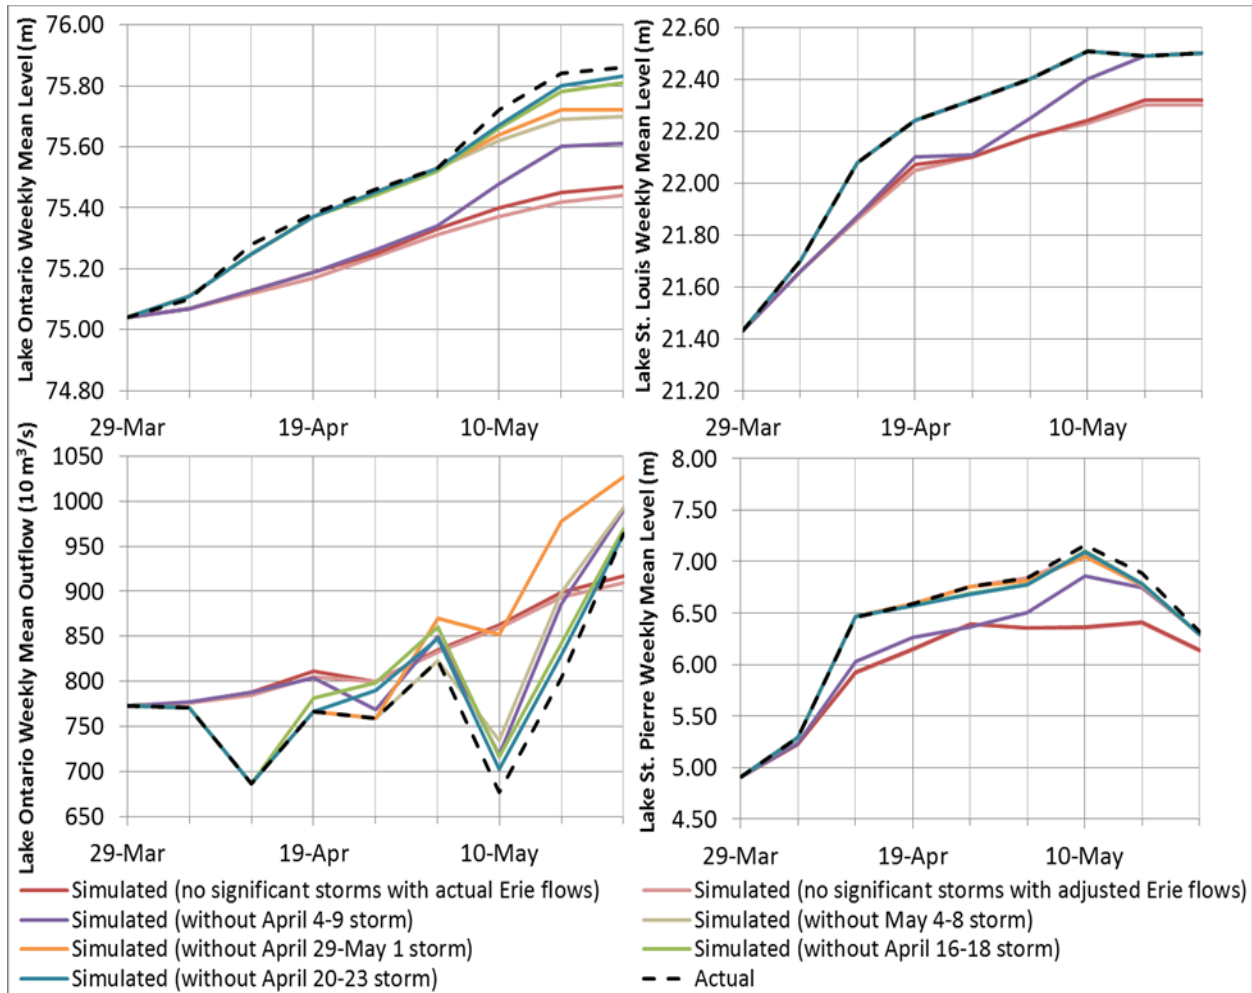 Lake Ontario Weekly Mean Level (m)
76.00
75.80
75.60
75.40
75.20
75.00
74.80
29-Mar 19-Apr 10-May
Lake St. Louis Weekly Mean Level (m)
22.60
22.40
22.20
22.00
21.80
21.60
21.40
21.20
29-Mar 19-Apr 10-May
Lake Ontario Weekly Mean Outflow (10 m³/s)
1050
1000
950
900
850
800
750
700
650
29-Mar 19-Apr 10-May
Lake St. Pierre Weekly Mean Level (m)
8.00
7.50
7.00
6.50
6.00
5.50
5.00
4.50
29-Mar 19-Apr 10-May
Simulated (no significant storms with actual Erie flows)
Simulated (no significant storms with adjusted Erie flows)
Simulated (without April 4-9 storm)
Simulated (without May 4-8 storm)
Simulated (without April 29-May 1 storm)
Simulated (without April 16-18 storm)
Simulated (without April 20-23 storm)
Actual